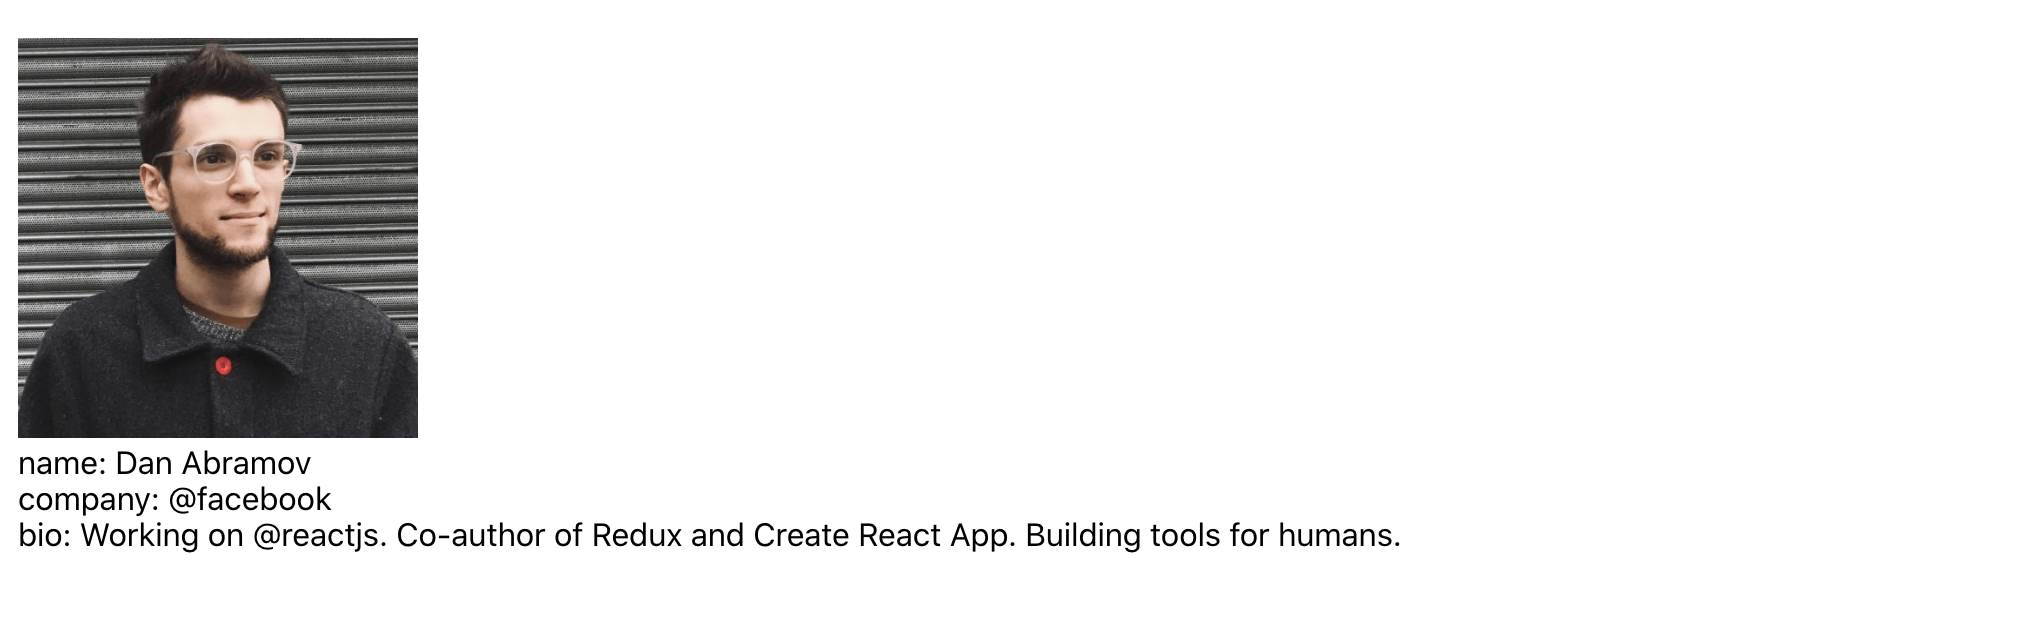 name: Dan Abramov
company: @facebook
bio: Working on @reactjs. Co-author of Redux and Create React App. Building tools for humans.